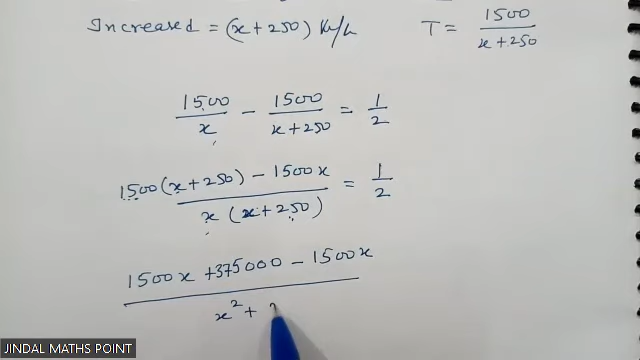 Increased = (x + 250) Km/h T = 1500/(x + 250)
1500/x - 1500/(x + 250) = 1/2
(1500(x + 250) - 1500x)/(x (x + 250)) = 1/2
(1500x + 375000 - 1500x)/(x² +
JINDAL MATHS POINT